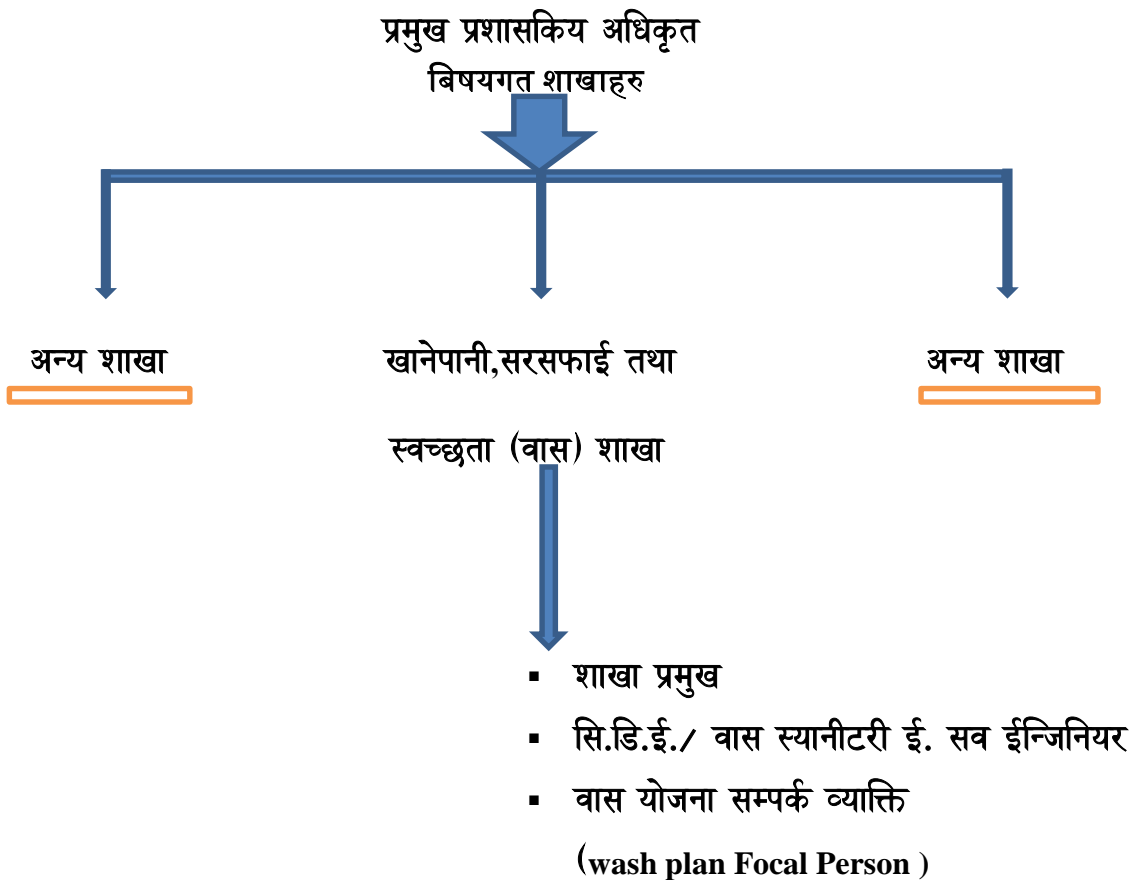 प्रमुख प्रशासकिय अधिकृत
बिषयगत शाखाहरु
अन्य शाखा
खानेपानी,सरसफाई तथा
स्वच्छता (वास) शाखा
अन्य शाखा
▪ शाखा प्रमुख
▪ सि.डि.ई./ वास स्यानीटरी ई. सव ईन्जिनियर
▪ वास योजना सम्पर्क व्याक्ति
(wash plan Focal Person )